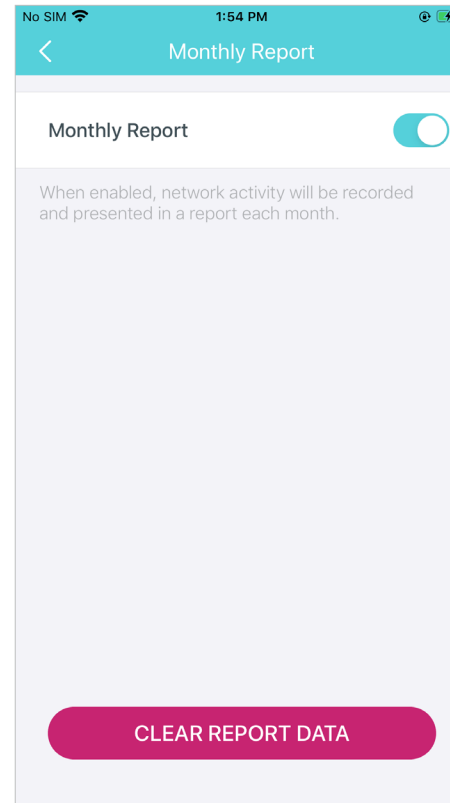 No SIM 1:54 PM
Monthly Report
Monthly Report
When enabled, network activity will be recorded
and presented in a report each month.
CLEAR REPORT DATA